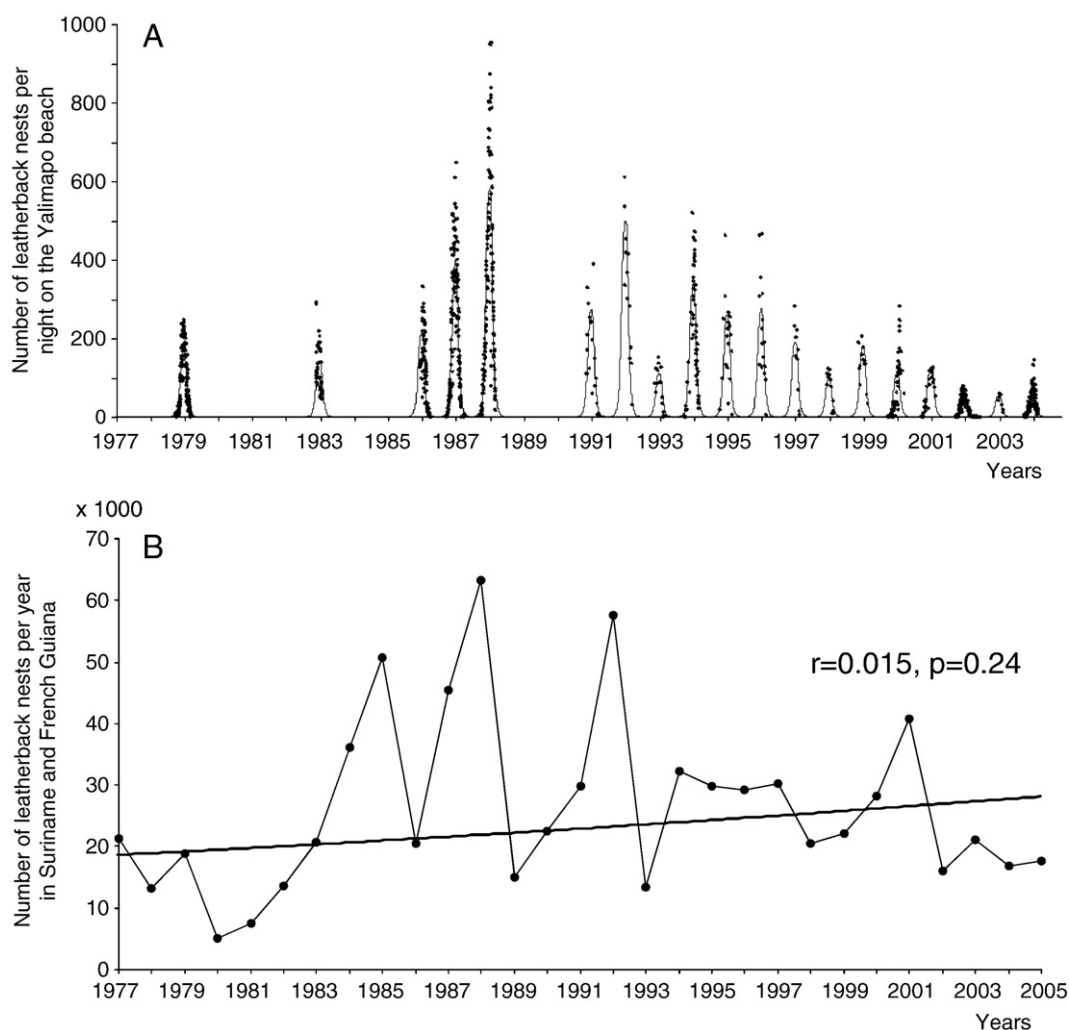 A
Number of leatherback nests per
night on the Yalimapo beach
1000
800
600
400
200
0
1977 1979 1981 1983 1985 1987 1989 1991 1993 1995 1997 1999 2001 2003
Years
x 1000
B
Number of leatherback nests per year
in Suriname and French Guiana
70
60
50
40
30
20
10
0
r=0.015, p=0.24
1977 1979 1981 1983 1985 1987 1989 1991 1993 1995 1997 1999 2001 2003 2005
Years